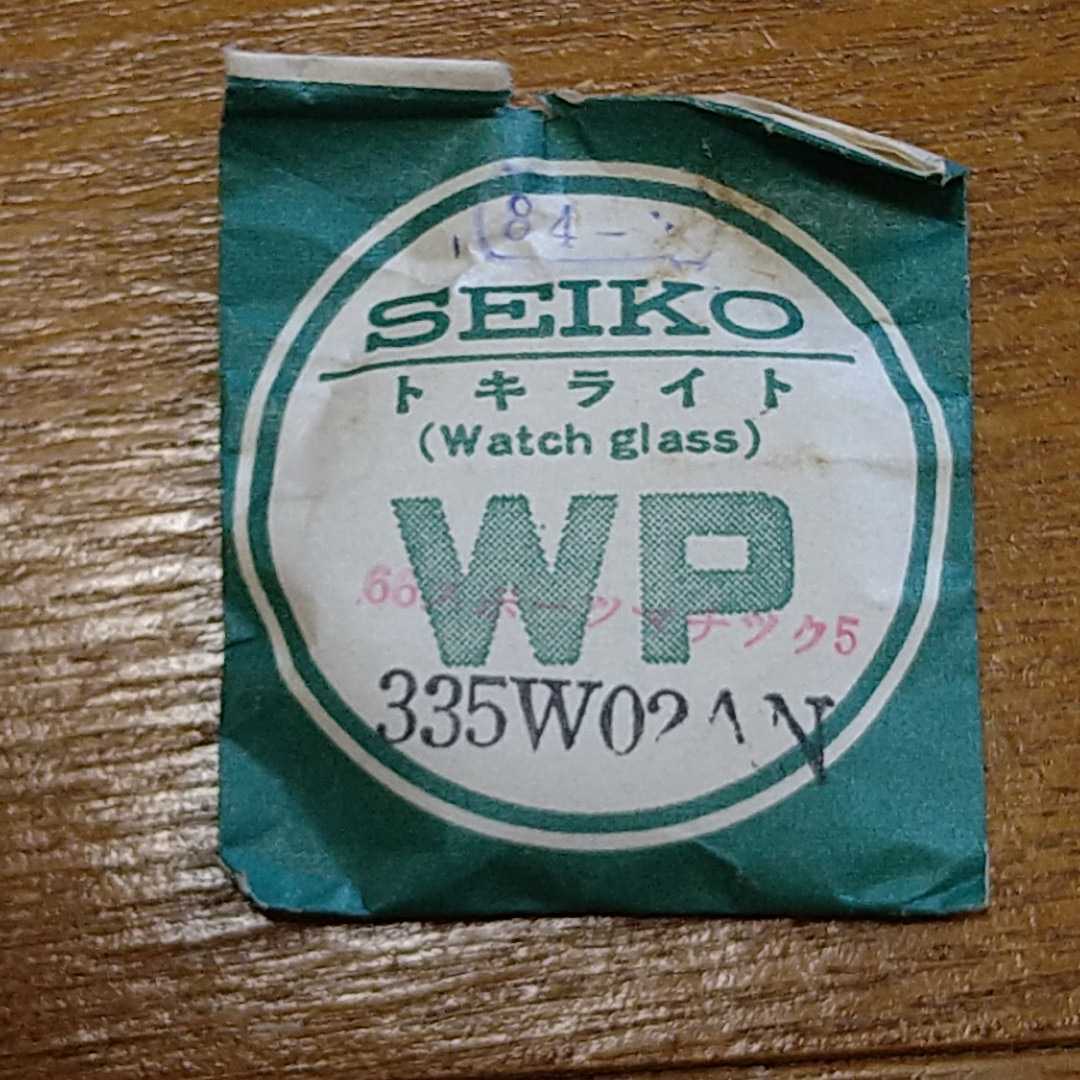 84-
SEIKO
トキライト
(Watch glass)
WP
66スポーツマチック5
335W02AN